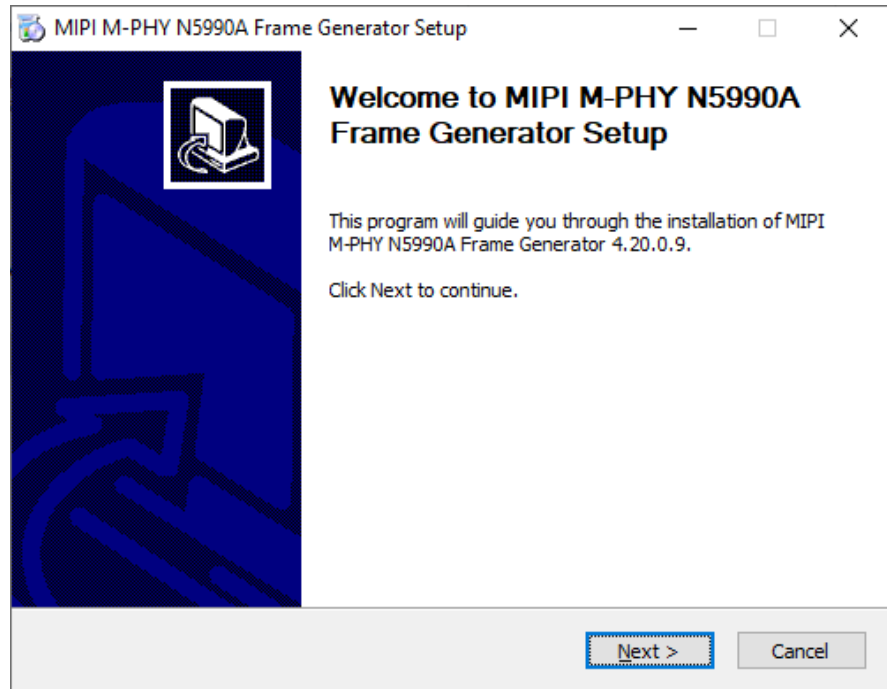 MIPI M-PHY N5990A Frame Generator Setup
Welcome to MIPI M-PHY N5990A
Frame Generator Setup
This program will guide you through the installation of MIPI
M-PHY N5990A Frame Generator 4.20.0.9.
Click Next to continue.
Next >
Cancel